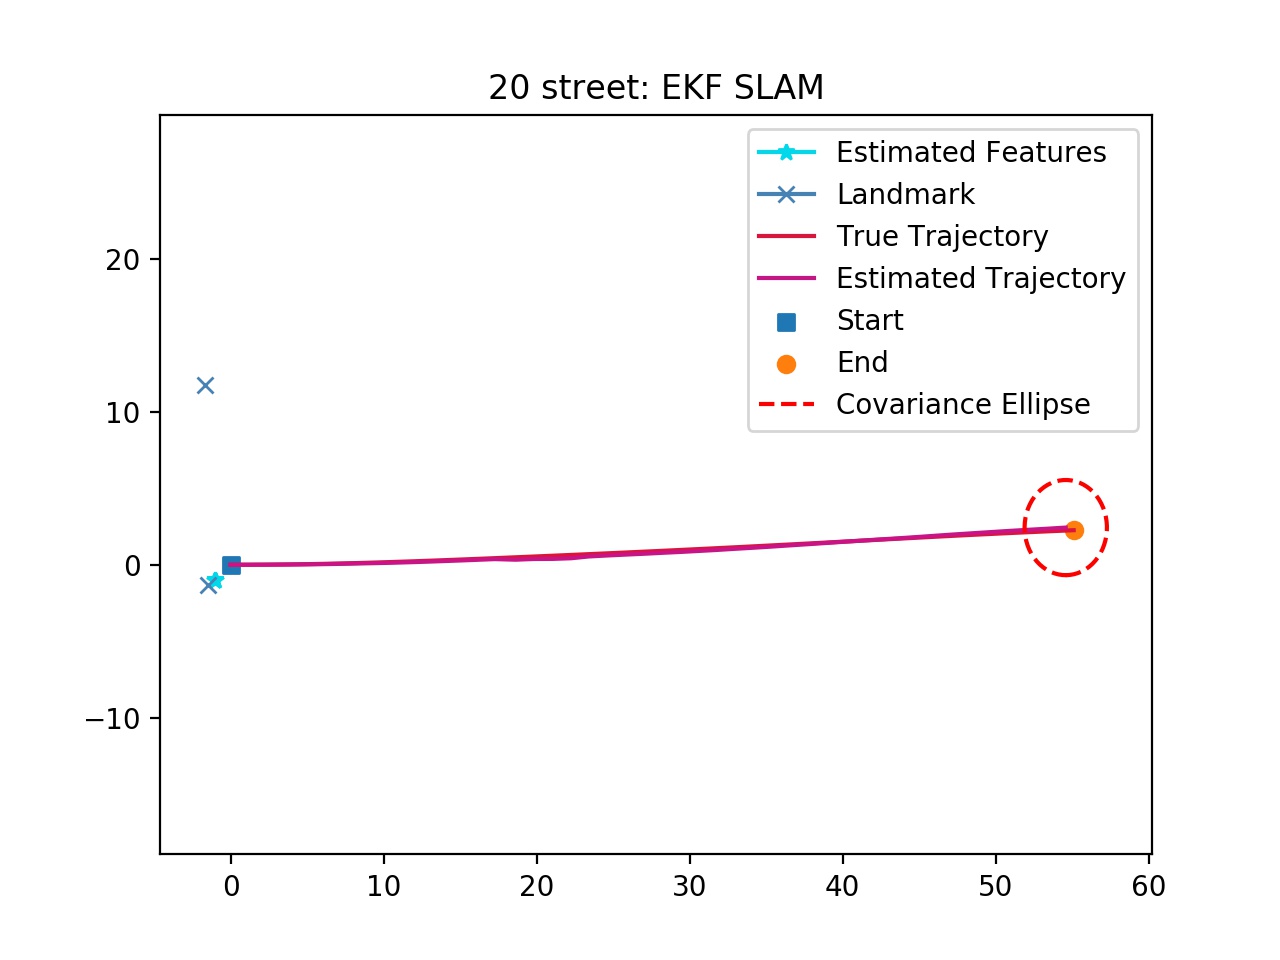 20 street: EKF SLAM
Estimated Features
Landmark
True Trajectory
Estimated Trajectory
Start
End
Covariance Ellipse
20
10
0
−10
0 10 20 30 40 50 60